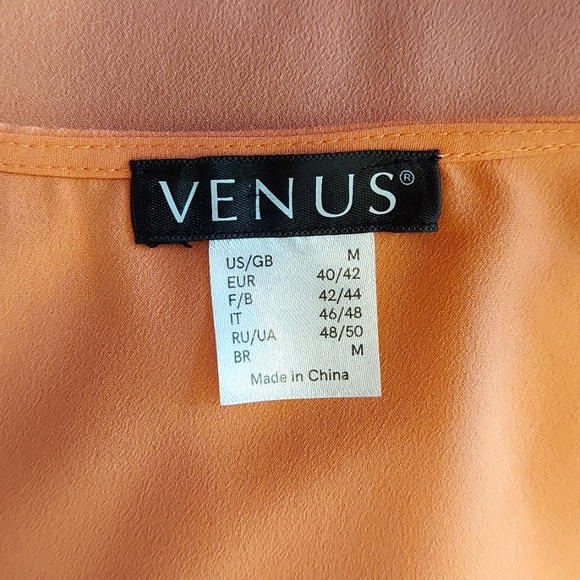 VENUS®
US/GB M
EUR 40/42
F/B 42/44
IT 46/48
RU/UA 48/50
BR M
Made in China